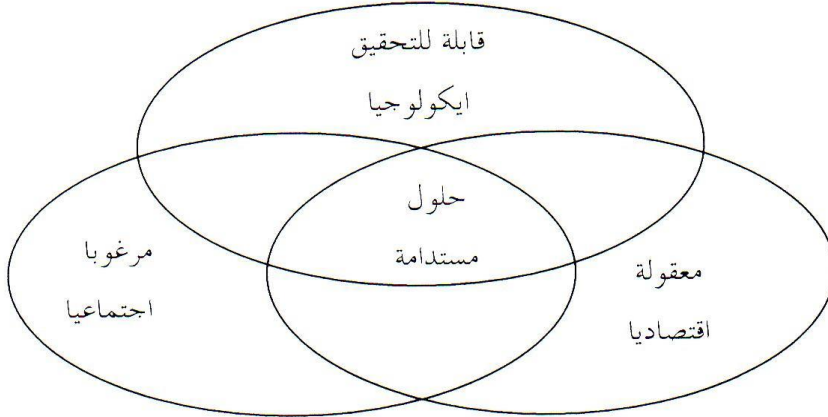 قابلة للتحقيق
ايكولوجيا
حلول
مستدامة
معقولة
اقتصاديا
مرغوبا
اجتماعيا